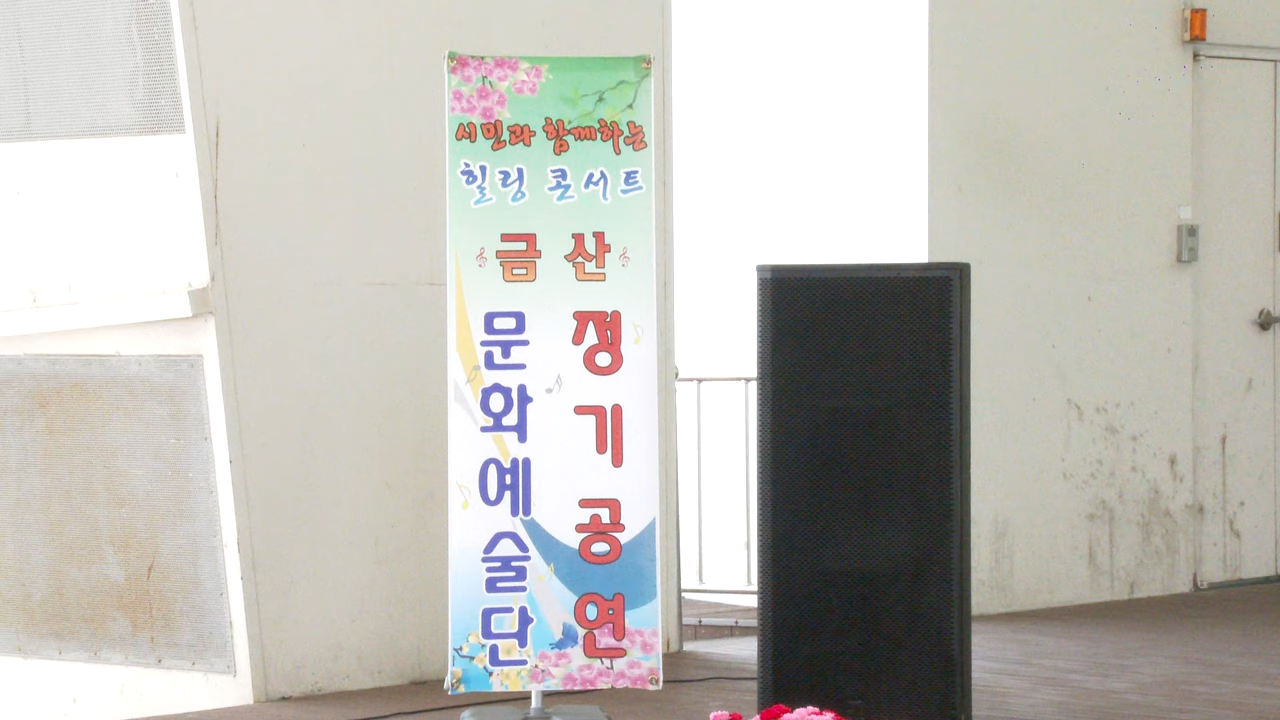 시민과 함께하는
힐링 콘서트
금산
문화예술단
정기공연